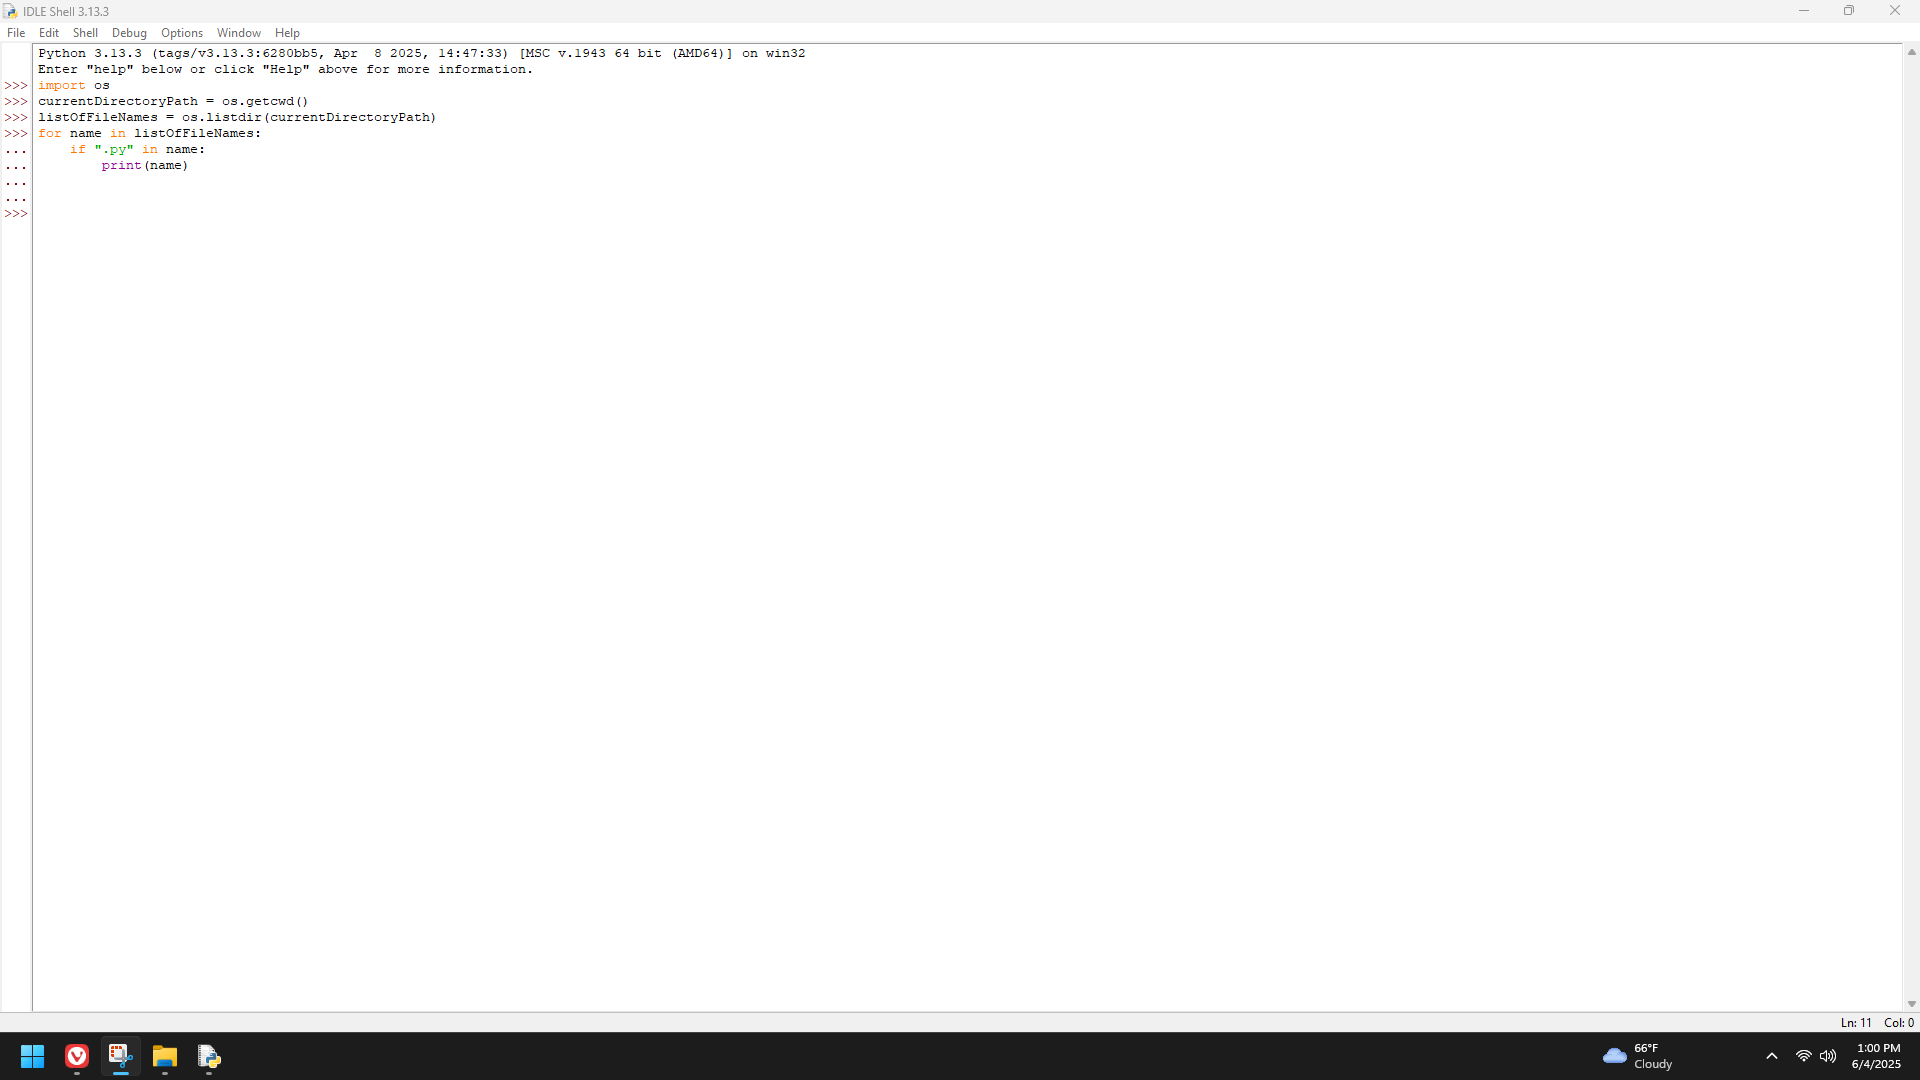 IDLE Shell 3.13.3
File Edit Shell Debug Options Window Help
Python 3.13.3 (tags/v3.13.3:6280bb5, Apr  8 2025, 14:47:33) [MSC v.1943 64 bit (AMD64)] on win32
Enter "help" below or click "Help" above for more information.
>>> import os
>>> currentDirectoryPath = os.getcwd()
>>> listOfFileNames = os.listdir(currentDirectoryPath)
>>> for name in listOfFileNames:
...     if ".py" in name:
...         print(name)
...
...
>>>
Ln: 11 Col: 0
66°F
Cloudy
1:00 PM
6/4/2025